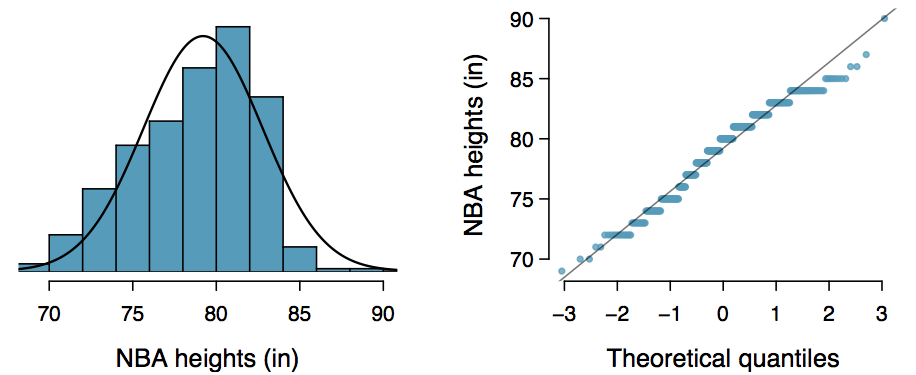 70 75 80 85 90
NBA heights (in)
90
85
80
75
70
NBA heights (in)
−3 −2 −1 0 1 2 3
Theoretical quantiles